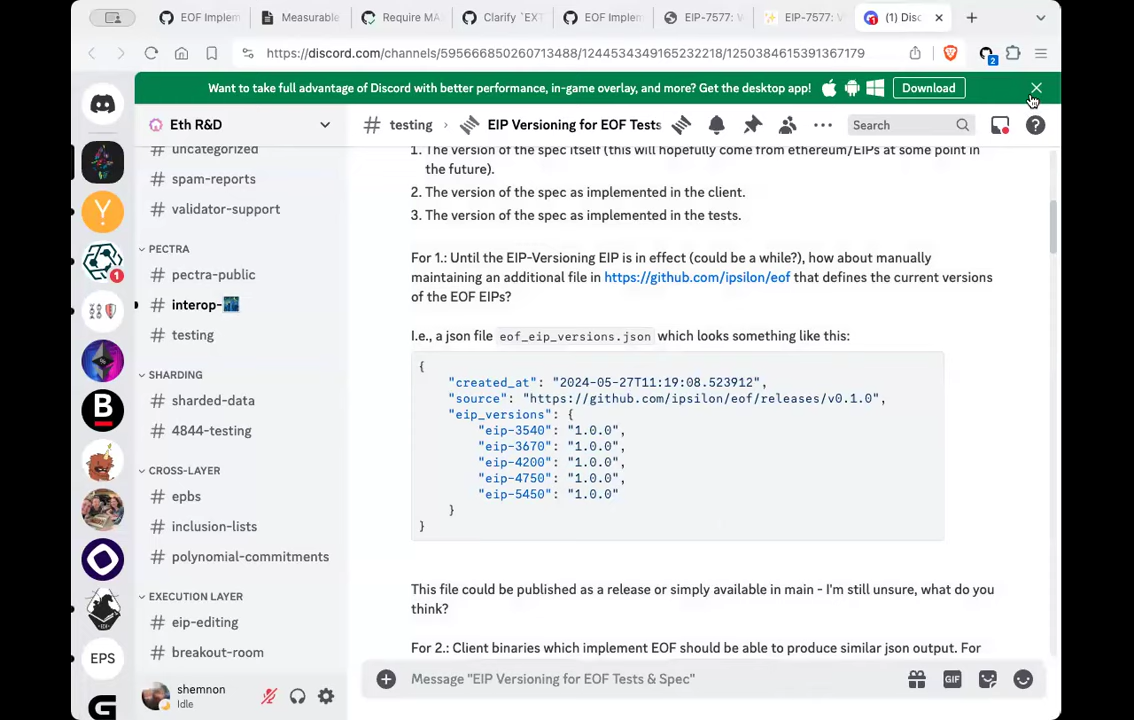 EOF Implem
Measurable
Require MA
Clarify `EXT
EOF Implem
EIP-7577: V
EIP-7577: V
(1) Disc
https://discord.com/channels/595666850260713488/1244534349165232218/1250384615391367179
2
Want to take full advantage of Discord with better performance, in-game overlay, and more? Get the desktop app!
Download
Eth R&D
testing
EIP Versioning for EOF Tests
Search
uncategorized
spam-reports
validator-support
PECTRA
pectra-public
interop-
testing
SHARDING
sharded-data
4844-testing
CROSS-LAYER
epbs
inclusion-lists
polynomial-commitments
EXECUTION LAYER
eip-editing
breakout-room
1
EPS
shemnon
Idle
1. The version of the spec itself (this will hopefully come from ethereum/EIPs at some point in
the future).
2. The version of the spec as implemented in the client.
3. The version of the spec as implemented in the tests.
For 1.: Until the EIP-Versioning EIP is in effect (could be a while?), how about manually
maintaining an additional file in https://github.com/ipsilon/eof that defines the current versions
of the EOF EIPs?
I.e., a json file eof_eip_versions.json which looks something like this:
{
"created_at": "2024-05-27T11:19:08.523912",
"source": "https://github.com/ipsilon/eof/releases/v0.1.0",
"eip_versions": {
"eip-3540": "1.0.0",
"eip-3670": "1.0.0",
"eip-4200": "1.0.0",
"eip-4750": "1.0.0",
"eip-5450": "1.0.0"
}
}
This file could be published as a release or simply available in main - I'm still unsure, what do you
think?
For 2.: Client binaries which implement EOF should be able to produce similar json output. For
Message "EIP Versioning for EOF Tests & Spec"
GIF